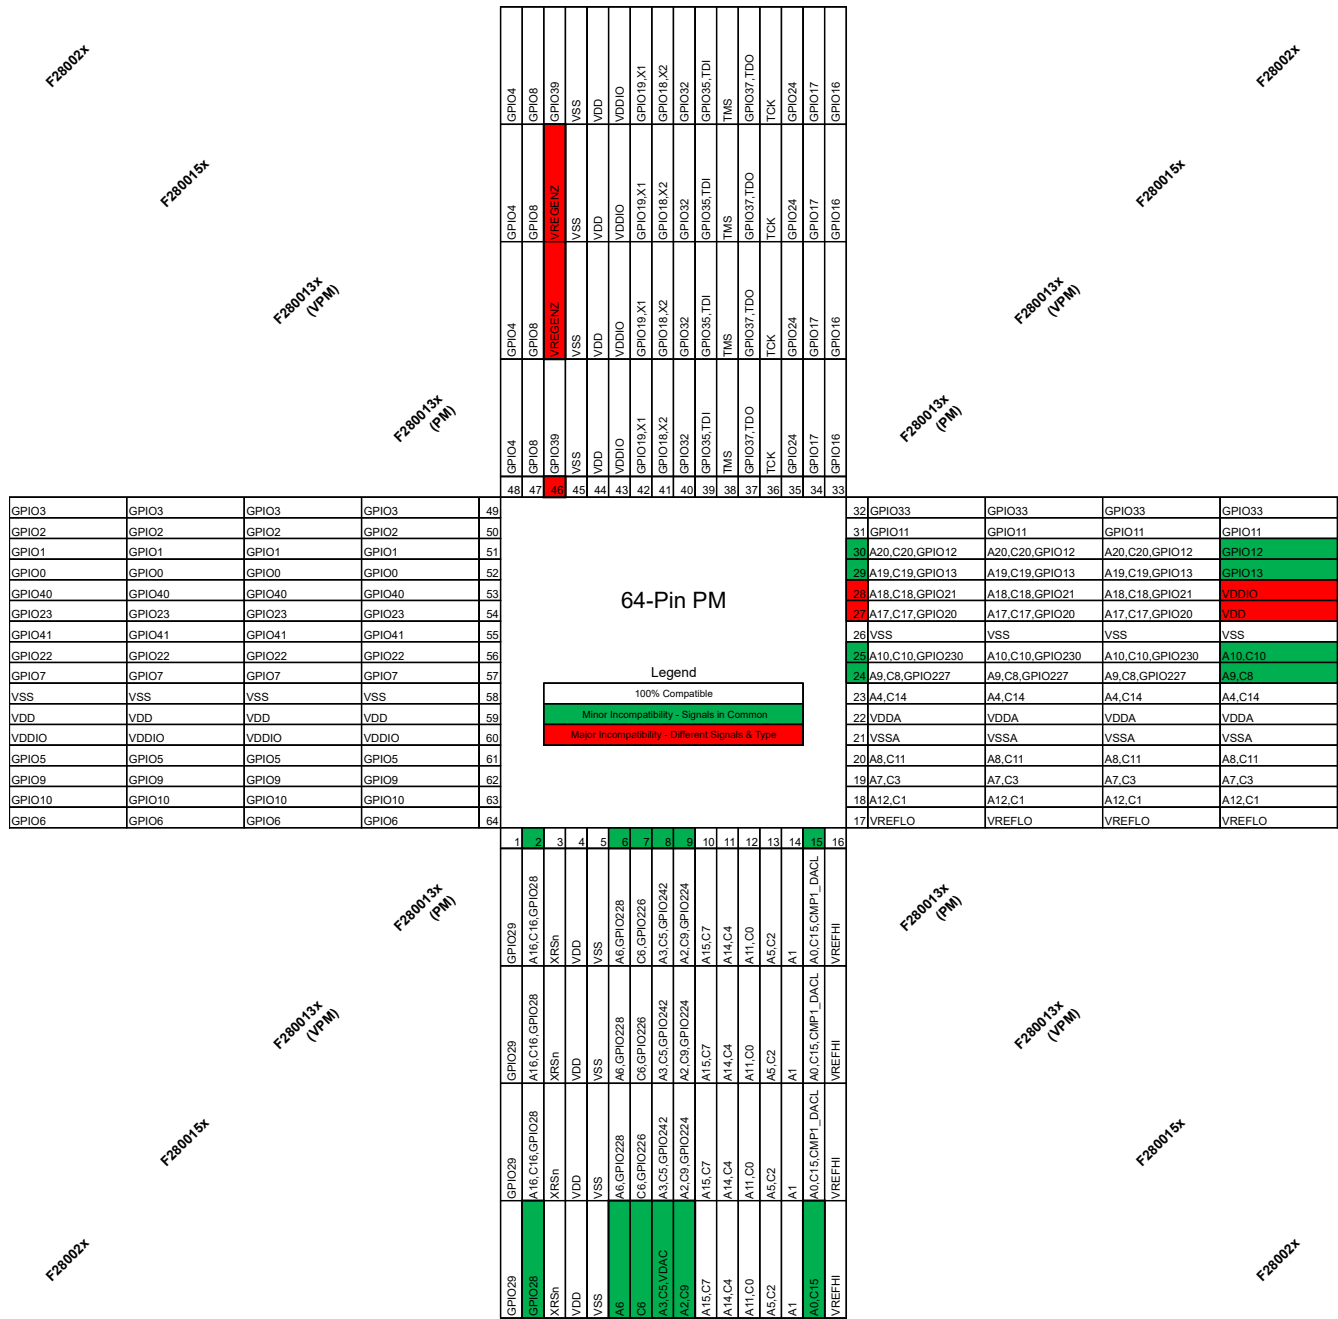 F28002x
F280015x
F280013x
(VPM)
F280013x
(PM)
F28002x
F280015x
F280013x
(VPM)
F280013x
(PM)
GPIO4 GPIO8 GPIO39 VSS VDD VDDIO GPIO19,X1 GPIO18,X2 GPIO32 GPIO35,TDI TMS GPIO37,TDO TCK GPIO24 GPIO17 GPIO16
GPIO4 GPIO8 VREGENZ VSS VDD VDDIO GPIO19,X1 GPIO18,X2 GPIO32 GPIO35,TDI TMS GPIO37,TDO TCK GPIO24 GPIO17 GPIO16
GPIO4 GPIO8 VREGENZ VSS VDD VDDIO GPIO19,X1 GPIO18,X2 GPIO32 GPIO35,TDI TMS GPIO37,TDO TCK GPIO24 GPIO17 GPIO16
GPIO4 GPIO8 GPIO39 VSS VDD VDDIO GPIO19,X1 GPIO18,X2 GPIO32 GPIO35,TDI TMS GPIO37,TDO TCK GPIO24 GPIO17 GPIO16
48 47 46 45 44 43 42 41 40 39 38 37 36 35 34 33
GPIO3 GPIO3 GPIO3 GPIO3 49
GPIO2 GPIO2 GPIO2 GPIO2 50
GPIO1 GPIO1 GPIO1 GPIO1 51
GPIO0 GPIO0 GPIO0 GPIO0 52
GPIO40 GPIO40 GPIO40 GPIO40 53
GPIO23 GPIO23 GPIO23 GPIO23 54
GPIO41 GPIO41 GPIO41 GPIO41 55
GPIO22 GPIO22 GPIO22 GPIO22 56
GPIO7 GPIO7 GPIO7 GPIO7 57
VSS VSS VSS VSS 58
VDD VDD VDD VDD 59
VDDIO VDDIO VDDIO VDDIO 60
GPIO5 GPIO5 GPIO5 GPIO5 61
GPIO9 GPIO9 GPIO9 GPIO9 62
GPIO10 GPIO10 GPIO10 GPIO10 63
GPIO6 GPIO6 GPIO6 GPIO6 64
64-Pin PM
Legend
100% Compatible
Minor Incompatibility - Signals in Common
Major Incompatibility - Different Signals & Type
32 GPIO33 GPIO33 GPIO33 GPIO33
31 GPIO11 GPIO11 GPIO11 GPIO11
30 A20,C20,GPIO12 A20,C20,GPIO12 A20,C20,GPIO12 GPIO12
29 A19,C19,GPIO13 A19,C19,GPIO13 A19,C19,GPIO13 GPIO13
28 A18,C18,GPIO21 A18,C18,GPIO21 A18,C18,GPIO21 VDDIO
27 A17,C17,GPIO20 A17,C17,GPIO20 A17,C17,GPIO20 VDD
26 VSS VSS VSS VSS
25 A10,C10,GPIO230 A10,C10,GPIO230 A10,C10,GPIO230 A10,C10
24 A9,C8,GPIO227 A9,C8,GPIO227 A9,C8,GPIO227 A9,C8
23 A4,C14 A4,C14 A4,C14 A4,C14
22 VDDA VDDA VDDA VDDA
21 VSSA VSSA VSSA VSSA
20 A8,C11 A8,C11 A8,C11 A8,C11
19 A7,C3 A7,C3 A7,C3 A7,C3
18 A12,C1 A12,C1 A12,C1 A12,C1
17 VREFLO VREFLO VREFLO VREFLO
1 2 3 4 5 6 7 8 9 10 11 12 13 14 15 16
GPIO29 A16,C16,GPIO28 XRSn VDD VSS A6,GPIO228 C6,GPIO226 A3,C5,GPIO242 A2,C9,GPIO224 A15,C7 A14,C4 A11,C0 A5,C2 A1 A0,C15,CMP1_DACL VREFHI
GPIO29 A16,C16,GPIO28 XRSn VDD VSS A6,GPIO228 C6,GPIO226 A3,C5,GPIO242 A2,C9,GPIO224 A15,C7 A14,C4 A11,C0 A5,C2 A1 A0,C15,CMP1_DACL VREFHI
GPIO29 A16,C16,GPIO28 XRSn VDD VSS A6,GPIO228 C6,GPIO226 A3,C5,GPIO242 A2,C9,GPIO224 A15,C7 A14,C4 A11,C0 A5,C2 A1 A0,C15,CMP1_DACL VREFHI
GPIO29 GPIO28 XRSn VDD VSS A6 C6 A3,C5,VDAC A2,C9 A15,C7 A14,C4 A11,C0 A5,C2 A1 A0,C15 VREFHI
F280013x
(PM)
F280013x
(VPM)
F280015x
F28002x
F280013x
(PM)
F280013x
(VPM)
F280015x
F28002x